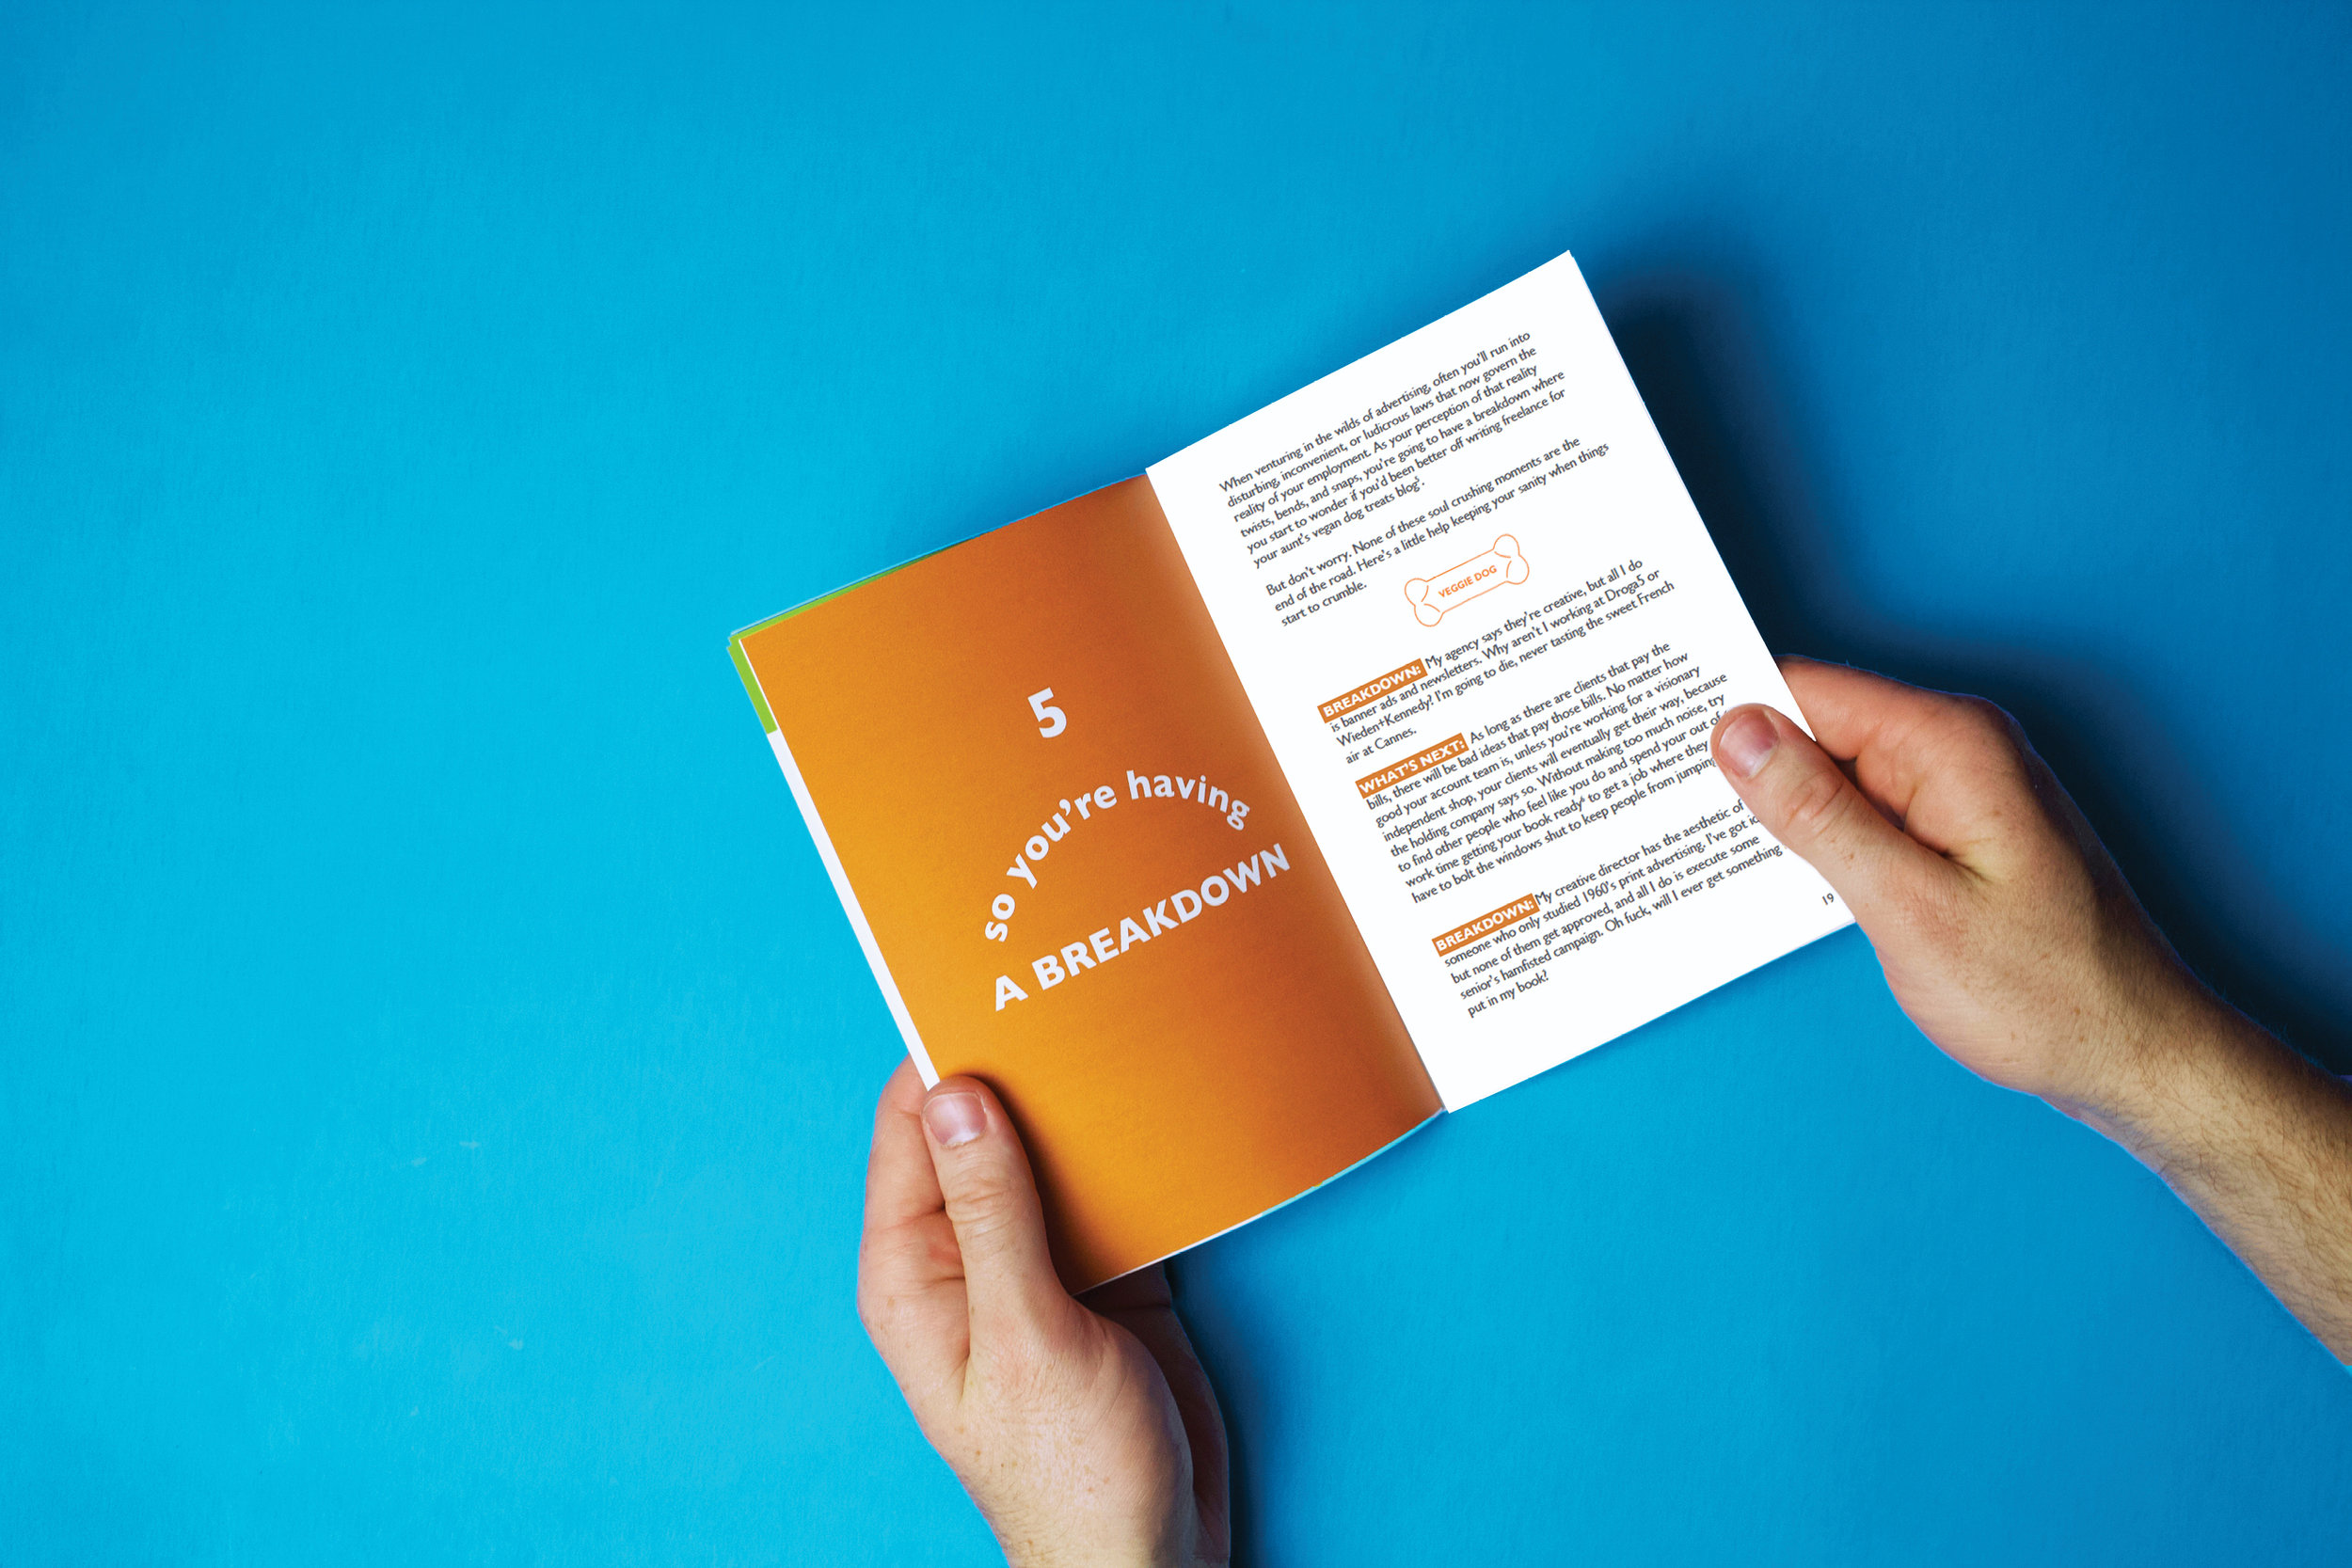 5
so you're having
A BREAKDOWN
When venturing in the wilds of advertising, often you'll run into
disturbing, inconvenient, or ludicrous laws that now govern the
reality of your employment. As your perception of that reality
twists, bends, and snaps, you're going to have a breakdown where
you start to wonder if you'd been better off writing freelance for
your aunt's vegan dog treats blog¹.
But don't worry. None of these soul crushing moments are the
end of the road. Here's a little help keeping your sanity when things
start to crumble.
VEGGIE DOG
BREAKDOWN: My agency says they're creative, but all I do
is banner ads and newsletters. Why aren't I working at Droga5 or
Wieden+Kennedy? I'm going to die, never tasting the sweet French
air at Cannes.
WHAT'S NEXT: As long as there are clients that pay the
bills, there will be bad ideas that pay those bills. No matter how
good your account team is, unless you're working for a visionary
independent shop, your clients will eventually get their way, because
the holding company says so. Without making too much noise, try
to find other people who feel like you do and spend your out of
work time getting your book ready to get a job where they
have to bolt the windows shut to keep people from jumping
BREAKDOWN: My creative director has the aesthetic of
someone who only studied 1960's print advertising. I've got
but none of them get approved, and all I do is execute some
senior's hamfisted campaign. Oh fuck, will I ever get something
put in my book?
19